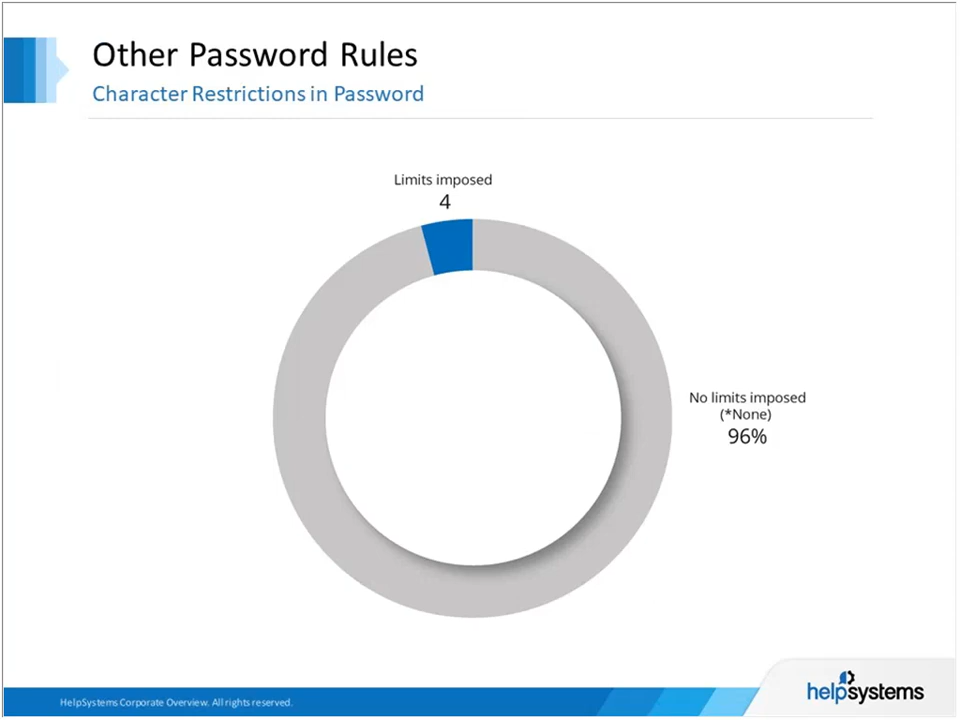 Other Password Rules
Character Restrictions in Password
Limits imposed
4
No limits imposed
(*None)
96%
HelpSystems Corporate Overview. All rights reserved.
helpsystems